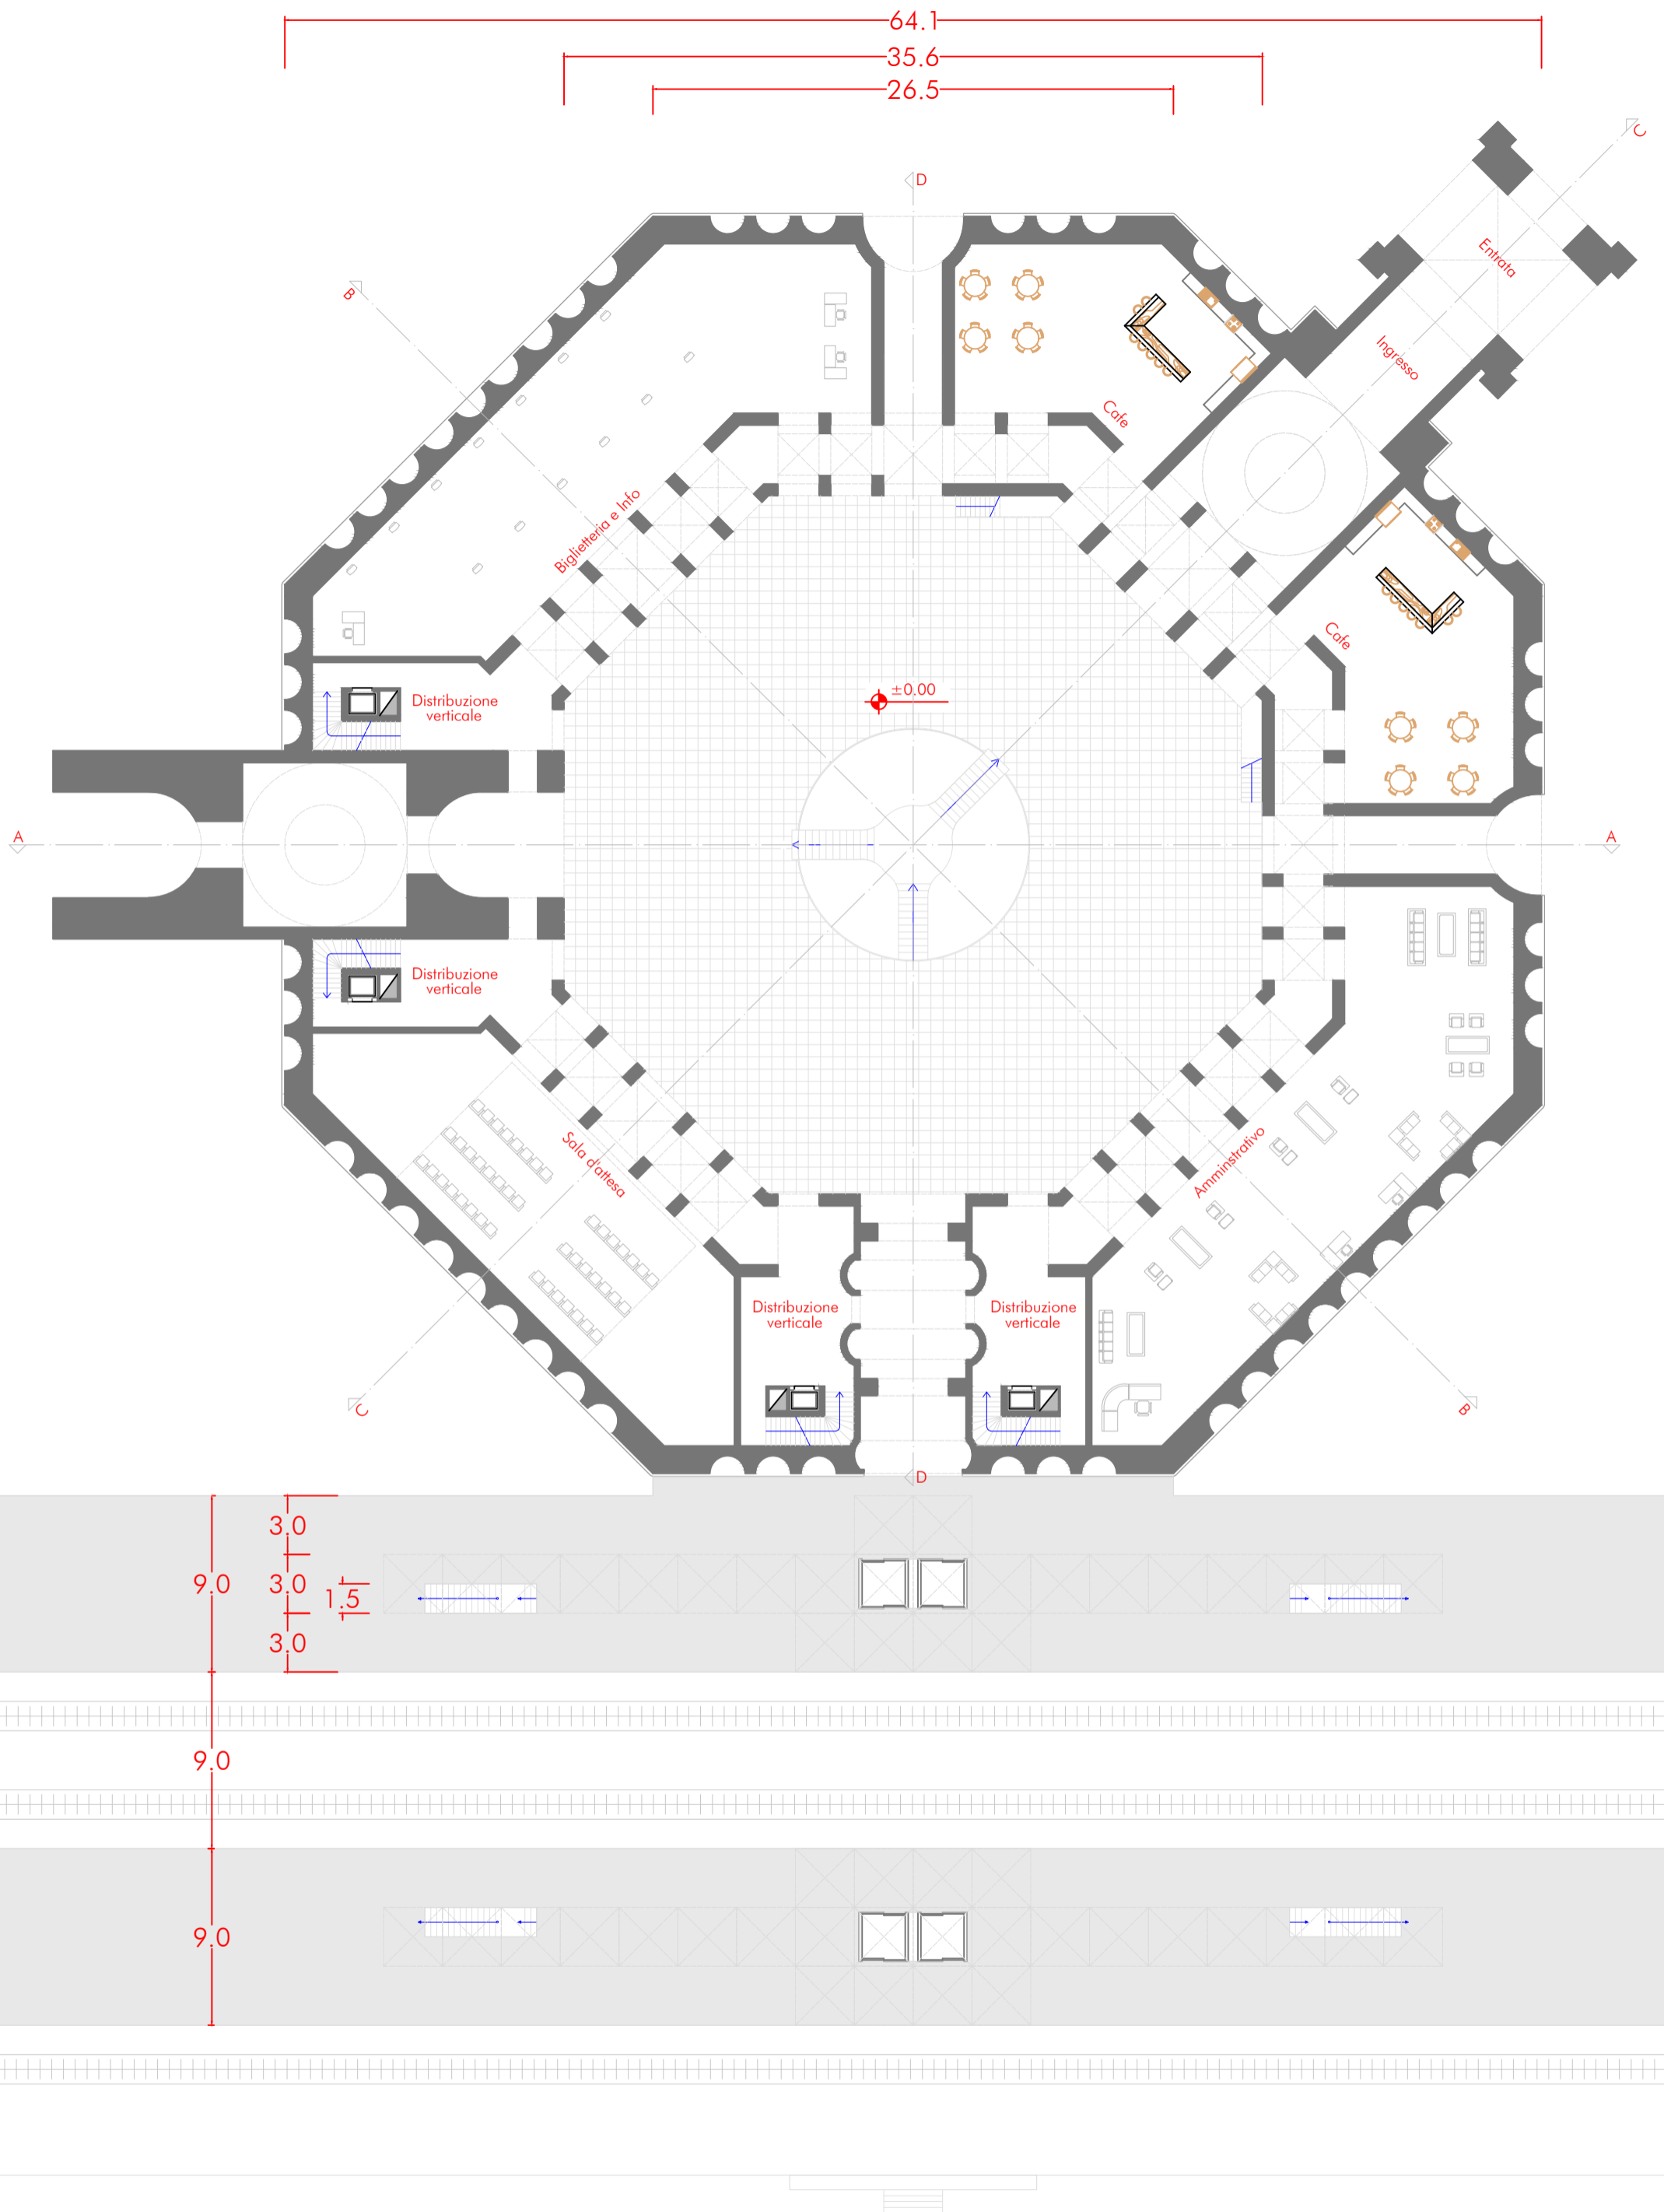 64.1
35.6
26.5
C
D
Entrata
B
Ingresso
Cafe
Biglietteria e Info
Cafe
±0.00
Distribuzione
verticale
A
A
Distribuzione
verticale
Sala d'attesa
Amminstrativo
Distribuzione
verticale
Distribuzione
verticale
C
B
D
3.0
9.0
3.0
1.5
3.0
9.0
9.0